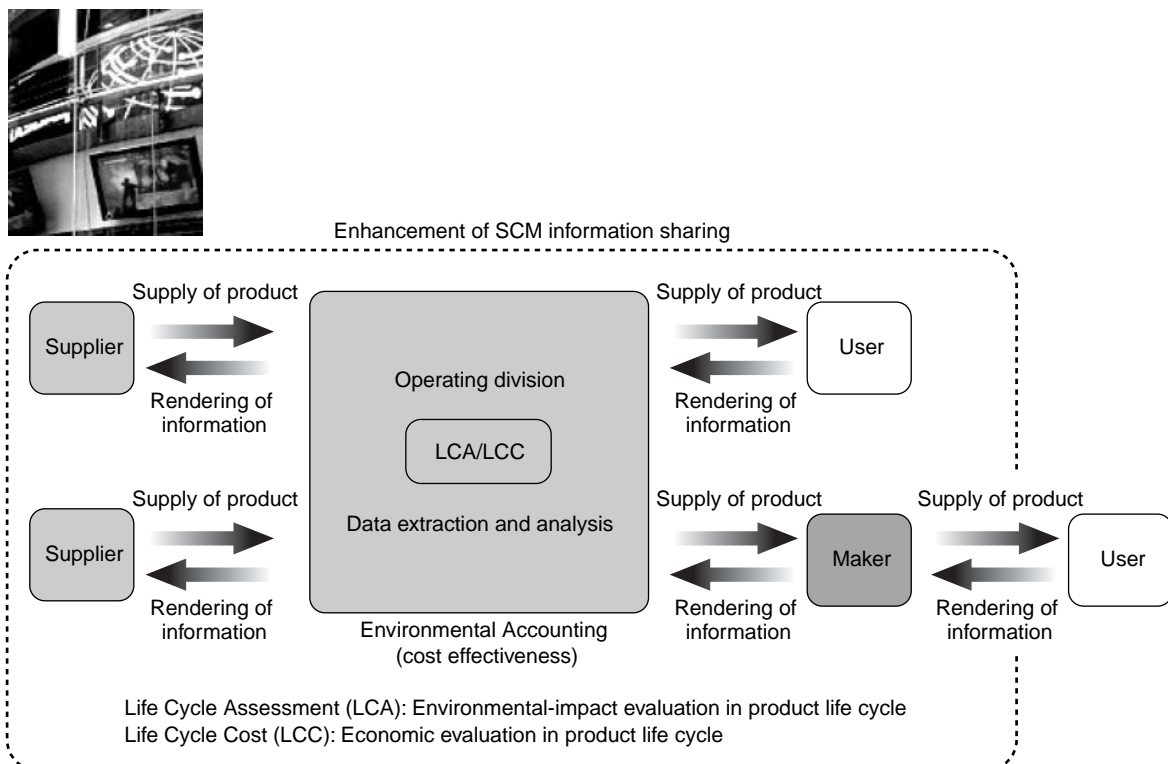 Enhancement of SCM information sharing
Supply of product
Supplier
Rendering of
information
Supply of product
Supplier
Rendering of
information
Operating division
LCA/LCC
Data extraction and analysis
Environmental Accounting
(cost effectiveness)
Supply of product
User
Rendering of
information
Supply of product
Maker
Rendering of
information
Supply of product
User
Rendering of
information
Life Cycle Assessment (LCA): Environmental-impact evaluation in product life cycle
Life Cycle Cost (LCC): Economic evaluation in product life cycle